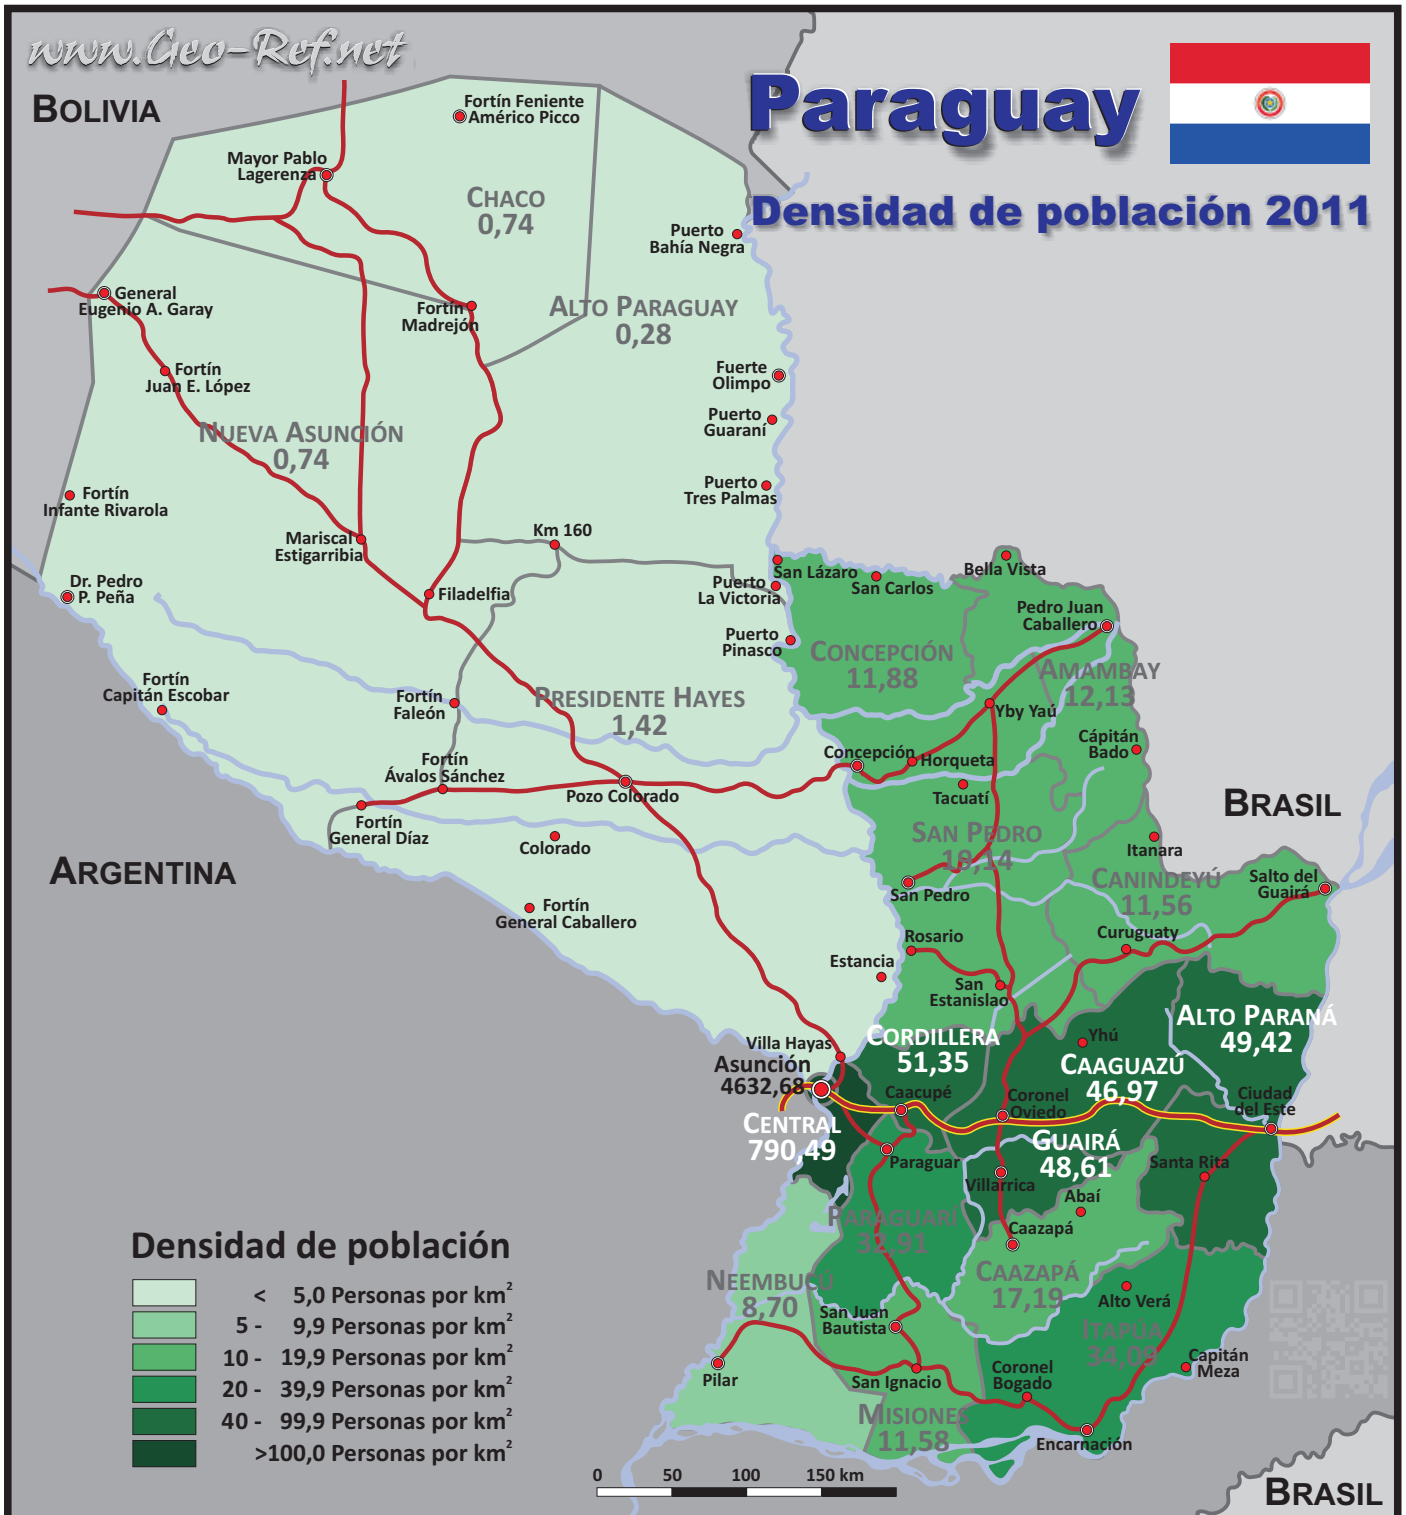 www.Geo-Ref.net
BOLIVIA
Paraguay
Densidad de población 2011
Fortín Feniente
Américo Picco
Mayor Pablo
Lagerenza
CHACO
0,74
Puerto
Bahía Negra
General
Eugenio A. Garay
Fortín
Madrejón
ALTO PARAGUAY
0,28
Fortín
Juan E. López
Fuerte
Olimpo
Puerto
Guaraní
NUEVA ASUNCIÓN
0,74
Puerto
Tres Palmas
Fortín
Infante Rivarola
Mariscal
Estigarribia
Km 160
Dr. Pedro
P. Peña
Filadelfia
San Lázaro
Puerto
La Victoria
San Carlos
Bella Vista
Pedro Juan
Caballero
Puerto
Pinasco
CONCEPCIÓN
11,88
AMAMBAY
12,13
Fortín
Capitán Escobar
Fortín
Faleón
PRESIDENTE HAYES
1,42
Yby Yaú
Cápitán
Bado
Concepción
Horqueta
Fortín
Ávalos Sánchez
Pozo Colorado
Tacuatí
BRASIL
Fortín
General Díaz
Colorado
SAN PEDRO
18,14
Itanara
ARGENTINA
CANINDEYÚ
11,56
Salto del
Guairá
San Pedro
Fortín
General Caballero
Rosario
Curuguaty
Estancia
San
Estanislao
ALTO PARANÁ
49,42
Villa Hayas
CORDILLERA
51,35
Yhú
CAAGUAZÚ
46,97
Asunción
4632,68
Caacupé
Coronel
Oviedo
Ciudad
del Este
CENTRAL
790,49
GUAIRÁ
48,61
Paraguar
Santa Rita
Villarrica
Abaí
PARAGUARÍ
32,91
Caazapá
CAAZAPÁ
17,19
NEEMBUCÚ
8,70
Alto Verá
San Juan
Bautista
ITAPÚA
34,09
Capitán
Meza
Pilar
San Ignacio
Coronel
Bogado
MISIONES
11,58
Encarnación
Densidad de población
< 5,0 Personas por km²
5 - 9,9 Personas por km²
10 - 19,9 Personas por km²
20 - 39,9 Personas por km²
40 - 99,9 Personas por km²
>100,0 Personas por km²
0 50 100 150 km
BRASIL